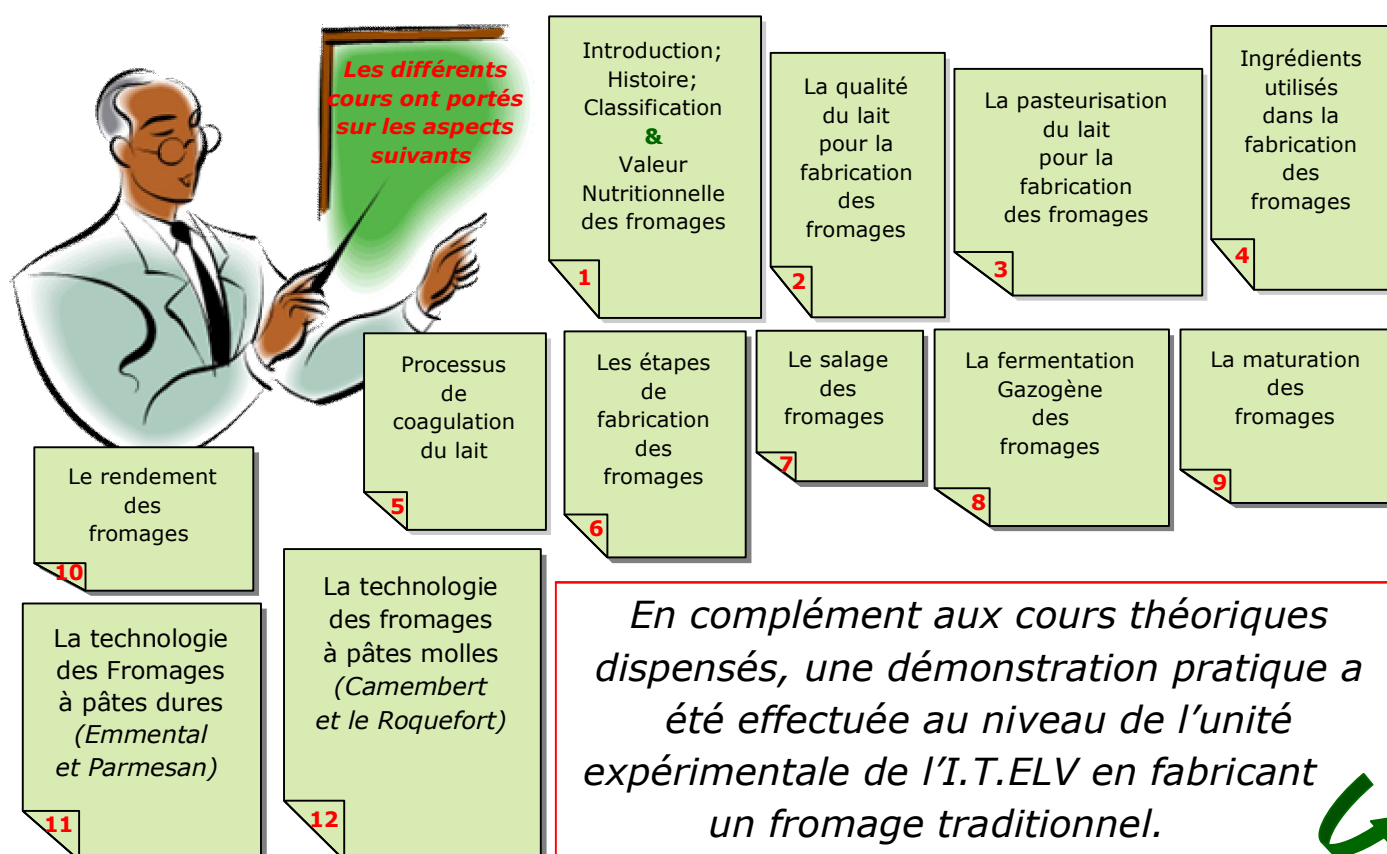 Les différents
cours ont portés
sur les aspects
suivants
Introduction;
Histoire;
Classification
&
Valeur
Nutritionnelle
des fromages
1
La qualité
du lait
pour la
fabrication
des
fromages
2
La pasteurisation
du lait
pour la
fabrication
des fromages
3
Ingrédients
utilisés
dans la
fabrication
des
fromages
4
Processus
de
coagulation
du lait
5
Les étapes
de
fabrication
des
fromages
6
Le salage
des
fromages
7
La fermentation
Gazogène
des
fromages
8
La maturation
des
fromages
9
Le rendement
des
fromages
10
La technologie
des Fromages
à pâtes dures
(Emmental
et Parmesan)
11
La technologie
des fromages
à pâtes molles
(Camembert
et le Roquefort)
12
En complément aux cours théoriques
dispensés, une démonstration pratique a
été effectuée au niveau de l’unité
expérimentale de l’I.T.ELV en fabricant
un fromage traditionnel.